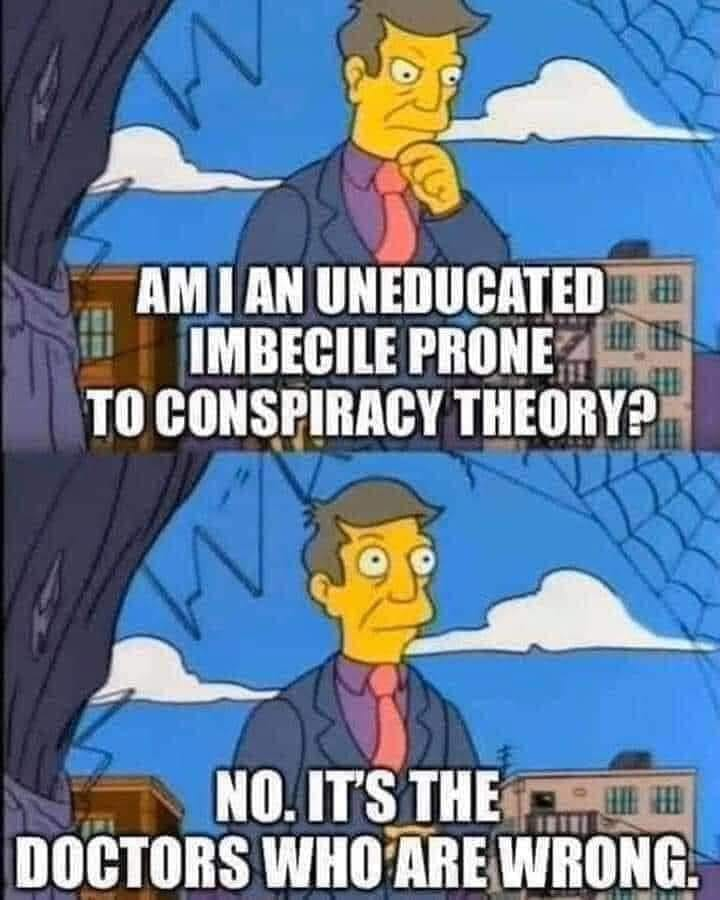 AM I AN UNEDUCATED
IMBECILE PRONE
TO CONSPIRACY THEORY?
NO. IT'S THE
DOCTORS WHO ARE WRONG.